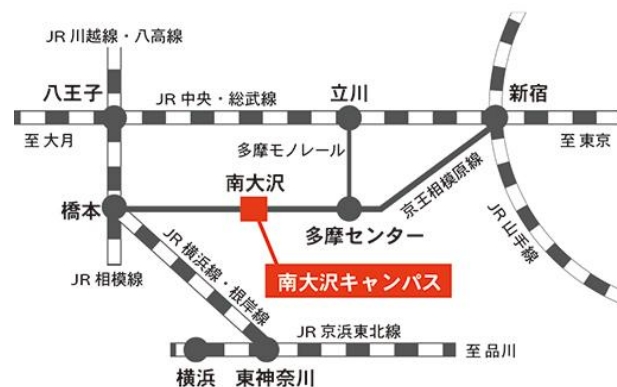 JR 川越線・八高線
八王子
JR 中央・総武線
立川
新宿
至 大月
多摩モノレール
至 東京
南大沢
京王相模原線
橋本
多摩センター
JR 山手線
JR 横浜線・根岸線
JR 相模線
南大沢キャンパス
JR 京浜東北線
至 品川
横浜
東神奈川